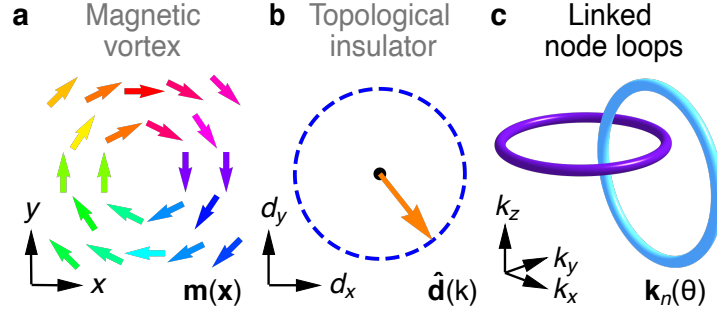 a Magnetic vortex
b Topological insulator
c Linked node loops
y
x
m(x)
d_y
d_x
d̂(k)
k_z
k_y
k_x
k_n(θ)